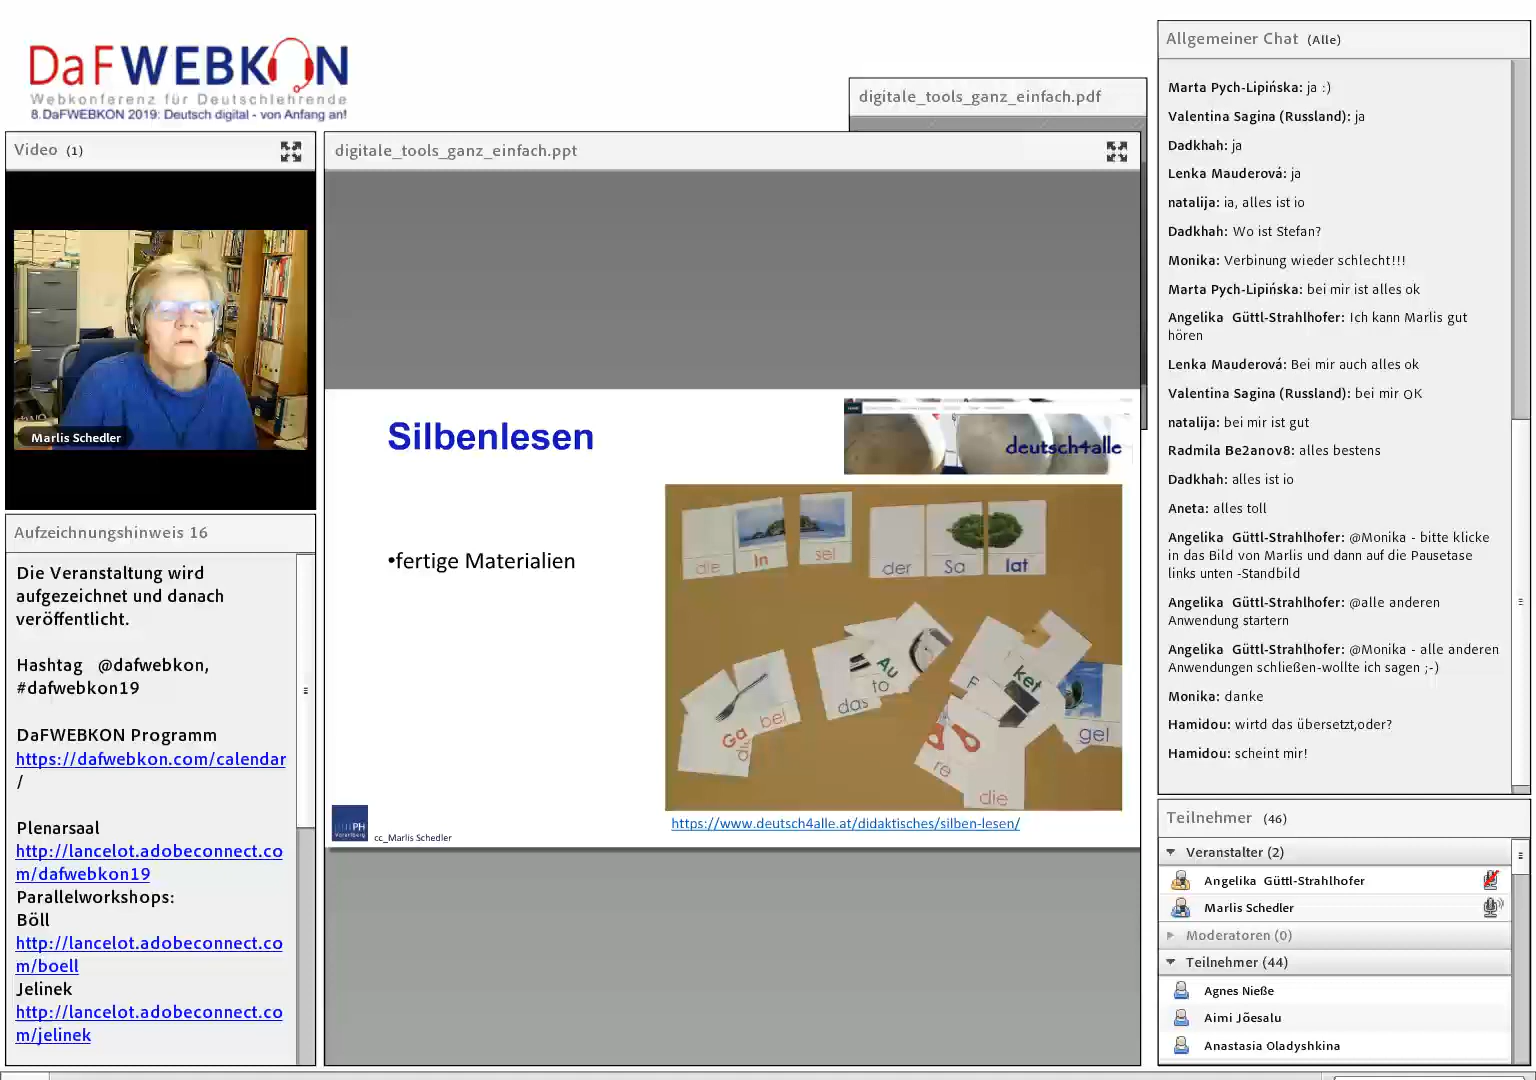 DaFWEBKON
Webkonferenz für Deutschlehrende
8.DaFWEBKON 2019: Deutsch digital - von Anfang an!
Video (1)
Marlis Schedler
Aufzeichnungshinweis 16
Die Veranstaltung wird
aufgezeichnet und danach
veröffentlicht.
Hashtag @dafwebkon,
#dafwebkon19
DaFWEBKON Programm
https://dafwebkon.com/calendar
/
Plenarsaal
http://lancelot.adobeconnect.co
m/dafwebkon19
Parallelworkshops:
Böll
http://lancelot.adobeconnect.co
m/boell
Jelinek
http://lancelot.adobeconnect.co
m/jelinek
digitale_tools_ganz_einfach.pdf
digitale_tools_ganz_einfach.ppt
Silbenlesen
deutsch4alle
•fertige Materialien
die In sel der Sa lat
Au
to
das
F
ket
Ga bel
di
gel
re
die
https://www.deutsch4alle.at/didaktisches/silben-lesen/
PH
Vorarlberg
cc_Marlis Schedler
Allgemeiner Chat (Alle)
Marta Pych-Lipińska: ja :)
Valentina Sagina (Russland): ja
Dadkhah: ja
Lenka Mauderová: ja
natalija: ia, alles ist io
Dadkhah: Wo ist Stefan?
Monika: Verbinung wieder schlecht!!!
Marta Pych-Lipińska: bei mir ist alles ok
Angelika Güttl-Strahlhofer: Ich kann Marlis gut
hören
Lenka Mauderová: Bei mir auch alles ok
Valentina Sagina (Russland): bei mir OK
natalija: bei mir ist gut
Radmila Be2anov8: alles bestens
Dadkhah: alles ist io
Aneta: alles toll
Angelika Güttl-Strahlhofer: @Monika - bitte klicke
in das Bild von Marlis und dann auf die Pausetase
links unten -Standbild
Angelika Güttl-Strahlhofer: @alle anderen
Anwendung startern
Angelika Güttl-Strahlhofer: @Monika - alle anderen
Anwendungen schließen-wollte ich sagen ;-)
Monika: danke
Hamidou: wirtd das übersetzt,oder?
Hamidou: scheint mir!
Teilnehmer (46)
Veranstalter (2)
Angelika Güttl-Strahlhofer
Marlis Schedler
Moderatoren (0)
Teilnehmer (44)
Agnes Nieße
Aimi Jõesalu
Anastasia Oladyshkina